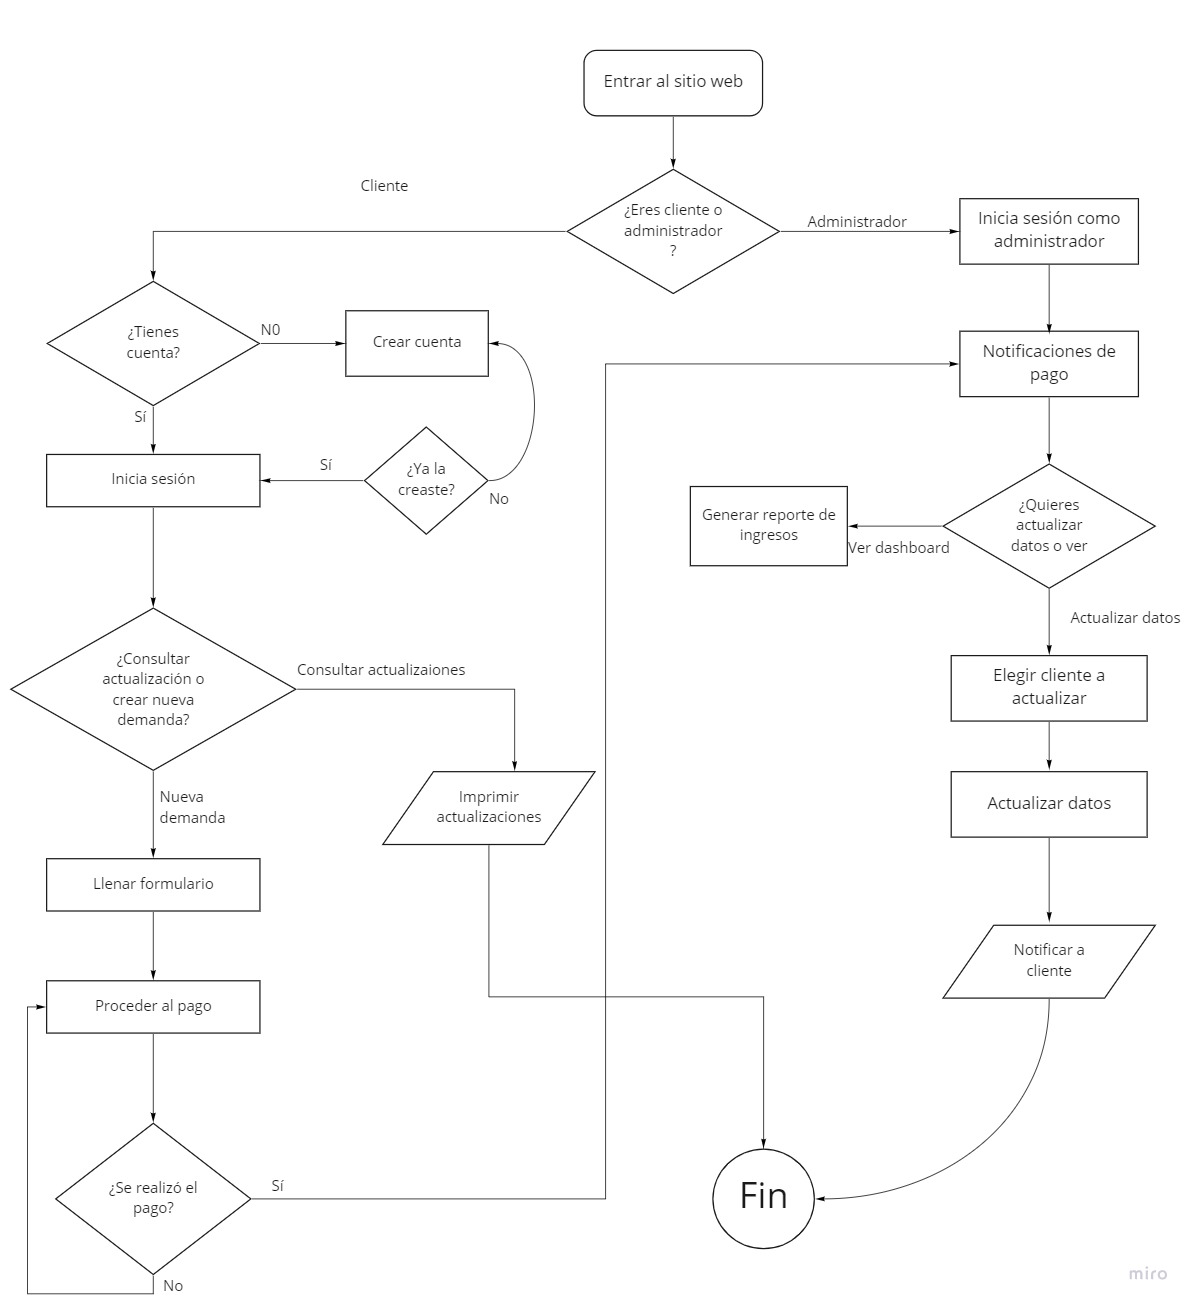 Entrar al sitio web
Cliente
¿Eres cliente o
administrador
?
Administrador
Inicia sesión como
administrador
¿Tienes
cuenta?
N0
Crear cuenta
Notificaciones de
pago
Sí
Inicia sesión
Sí
¿Ya la
creaste?
No
Generar reporte de
ingresos
Ver dashboard
¿Quieres
actualizar
datos o ver
Actualizar datos
¿Consultar
actualización o
crear nueva
demanda?
Consultar actualizaiones
Elegir cliente a
actualizar
Nueva
demanda
Imprimir
actualizaciones
Actualizar datos
Llenar formulario
Notificar a
cliente
Proceder al pago
¿Se realizó el
pago?
Sí
Fin
No
miro